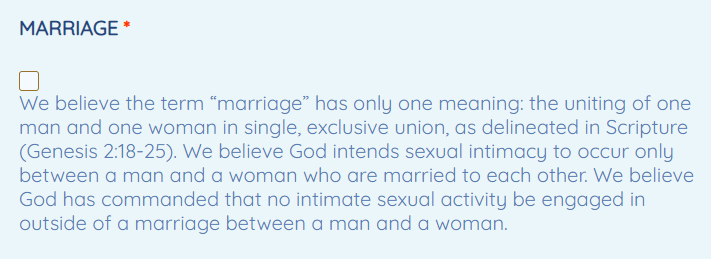 MARRIAGE *
We believe the term “marriage” has only one meaning: the uniting of one
man and one woman in single, exclusive union, as delineated in Scripture
(Genesis 2:18-25). We believe God intends sexual intimacy to occur only
between a man and a woman who are married to each other. We believe
God has commanded that no intimate sexual activity be engaged in
outside of a marriage between a man and a woman.